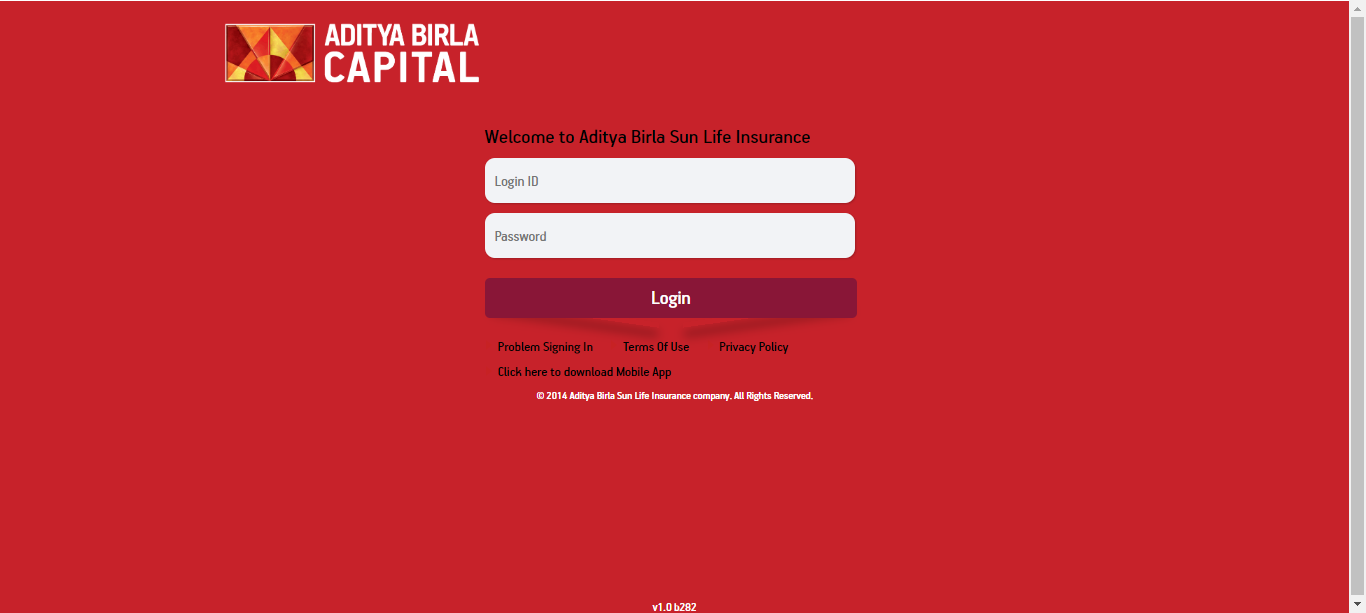 ADITYA BIRLA
CAPITAL
Welcome to Aditya Birla Sun Life Insurance
Login ID
Password
Login
Problem Signing In Terms Of Use Privacy Policy
Click here to download Mobile App
© 2014 Aditya Birla Sun Life Insurance company. All Rights Reserved.
v1.0 b282